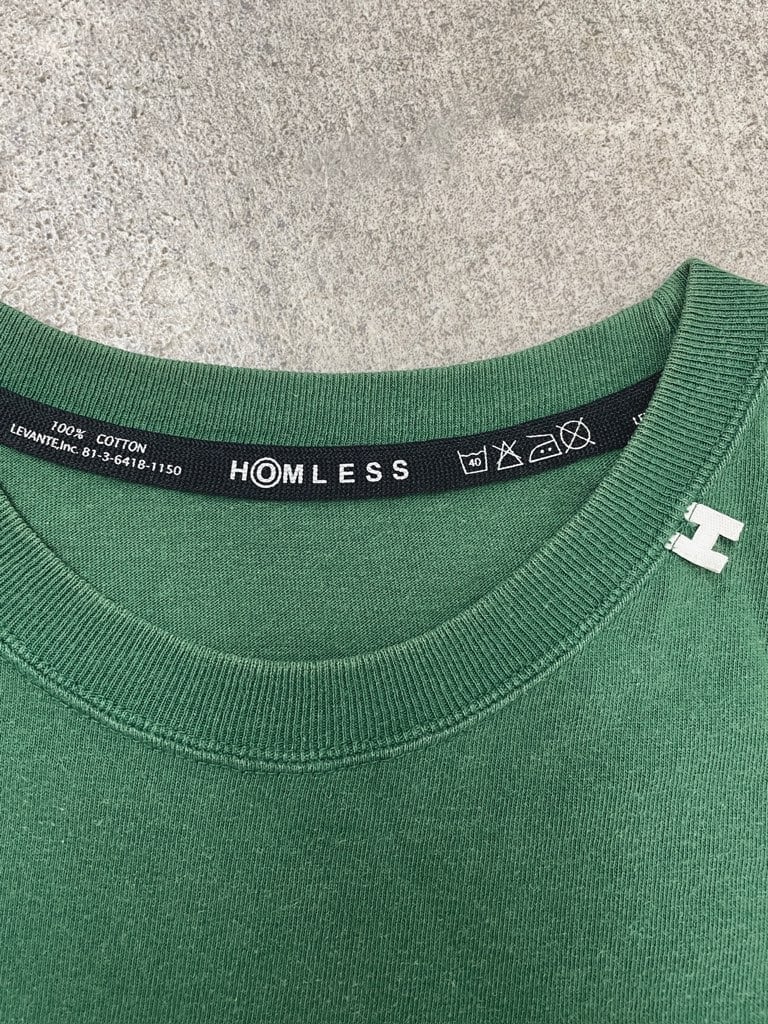 100% COTTON
LEVANTE,Inc. 81-3-6418-1150
HOMLESS
40
H